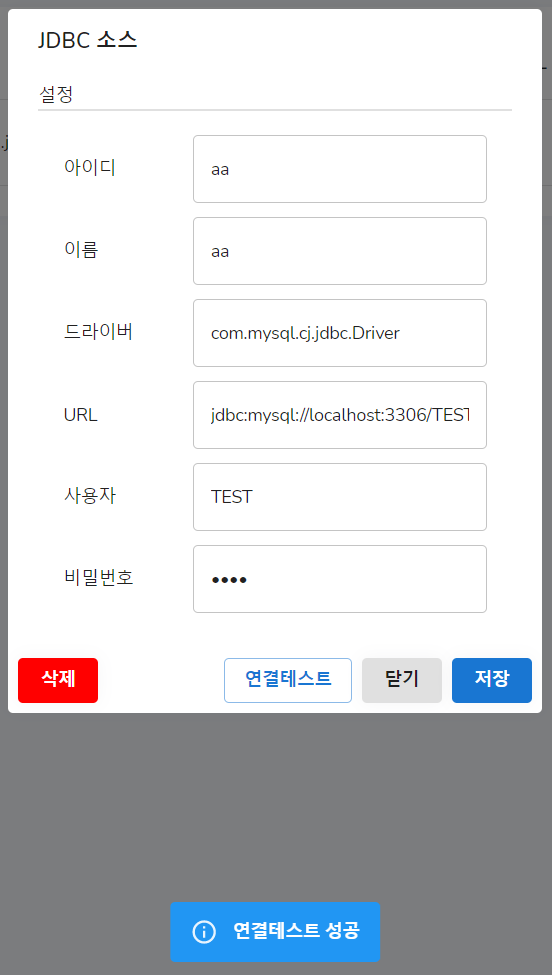 JDBC 소스
설정
아이디 aa
이름 aa
드라이버 com.mysql.cj.jdbc.Driver
URL jdbc:mysql://localhost:3306/TEST
사용자 TEST
비밀번호 ••••
삭제 연결테스트 닫기 저장
연결테스트 성공